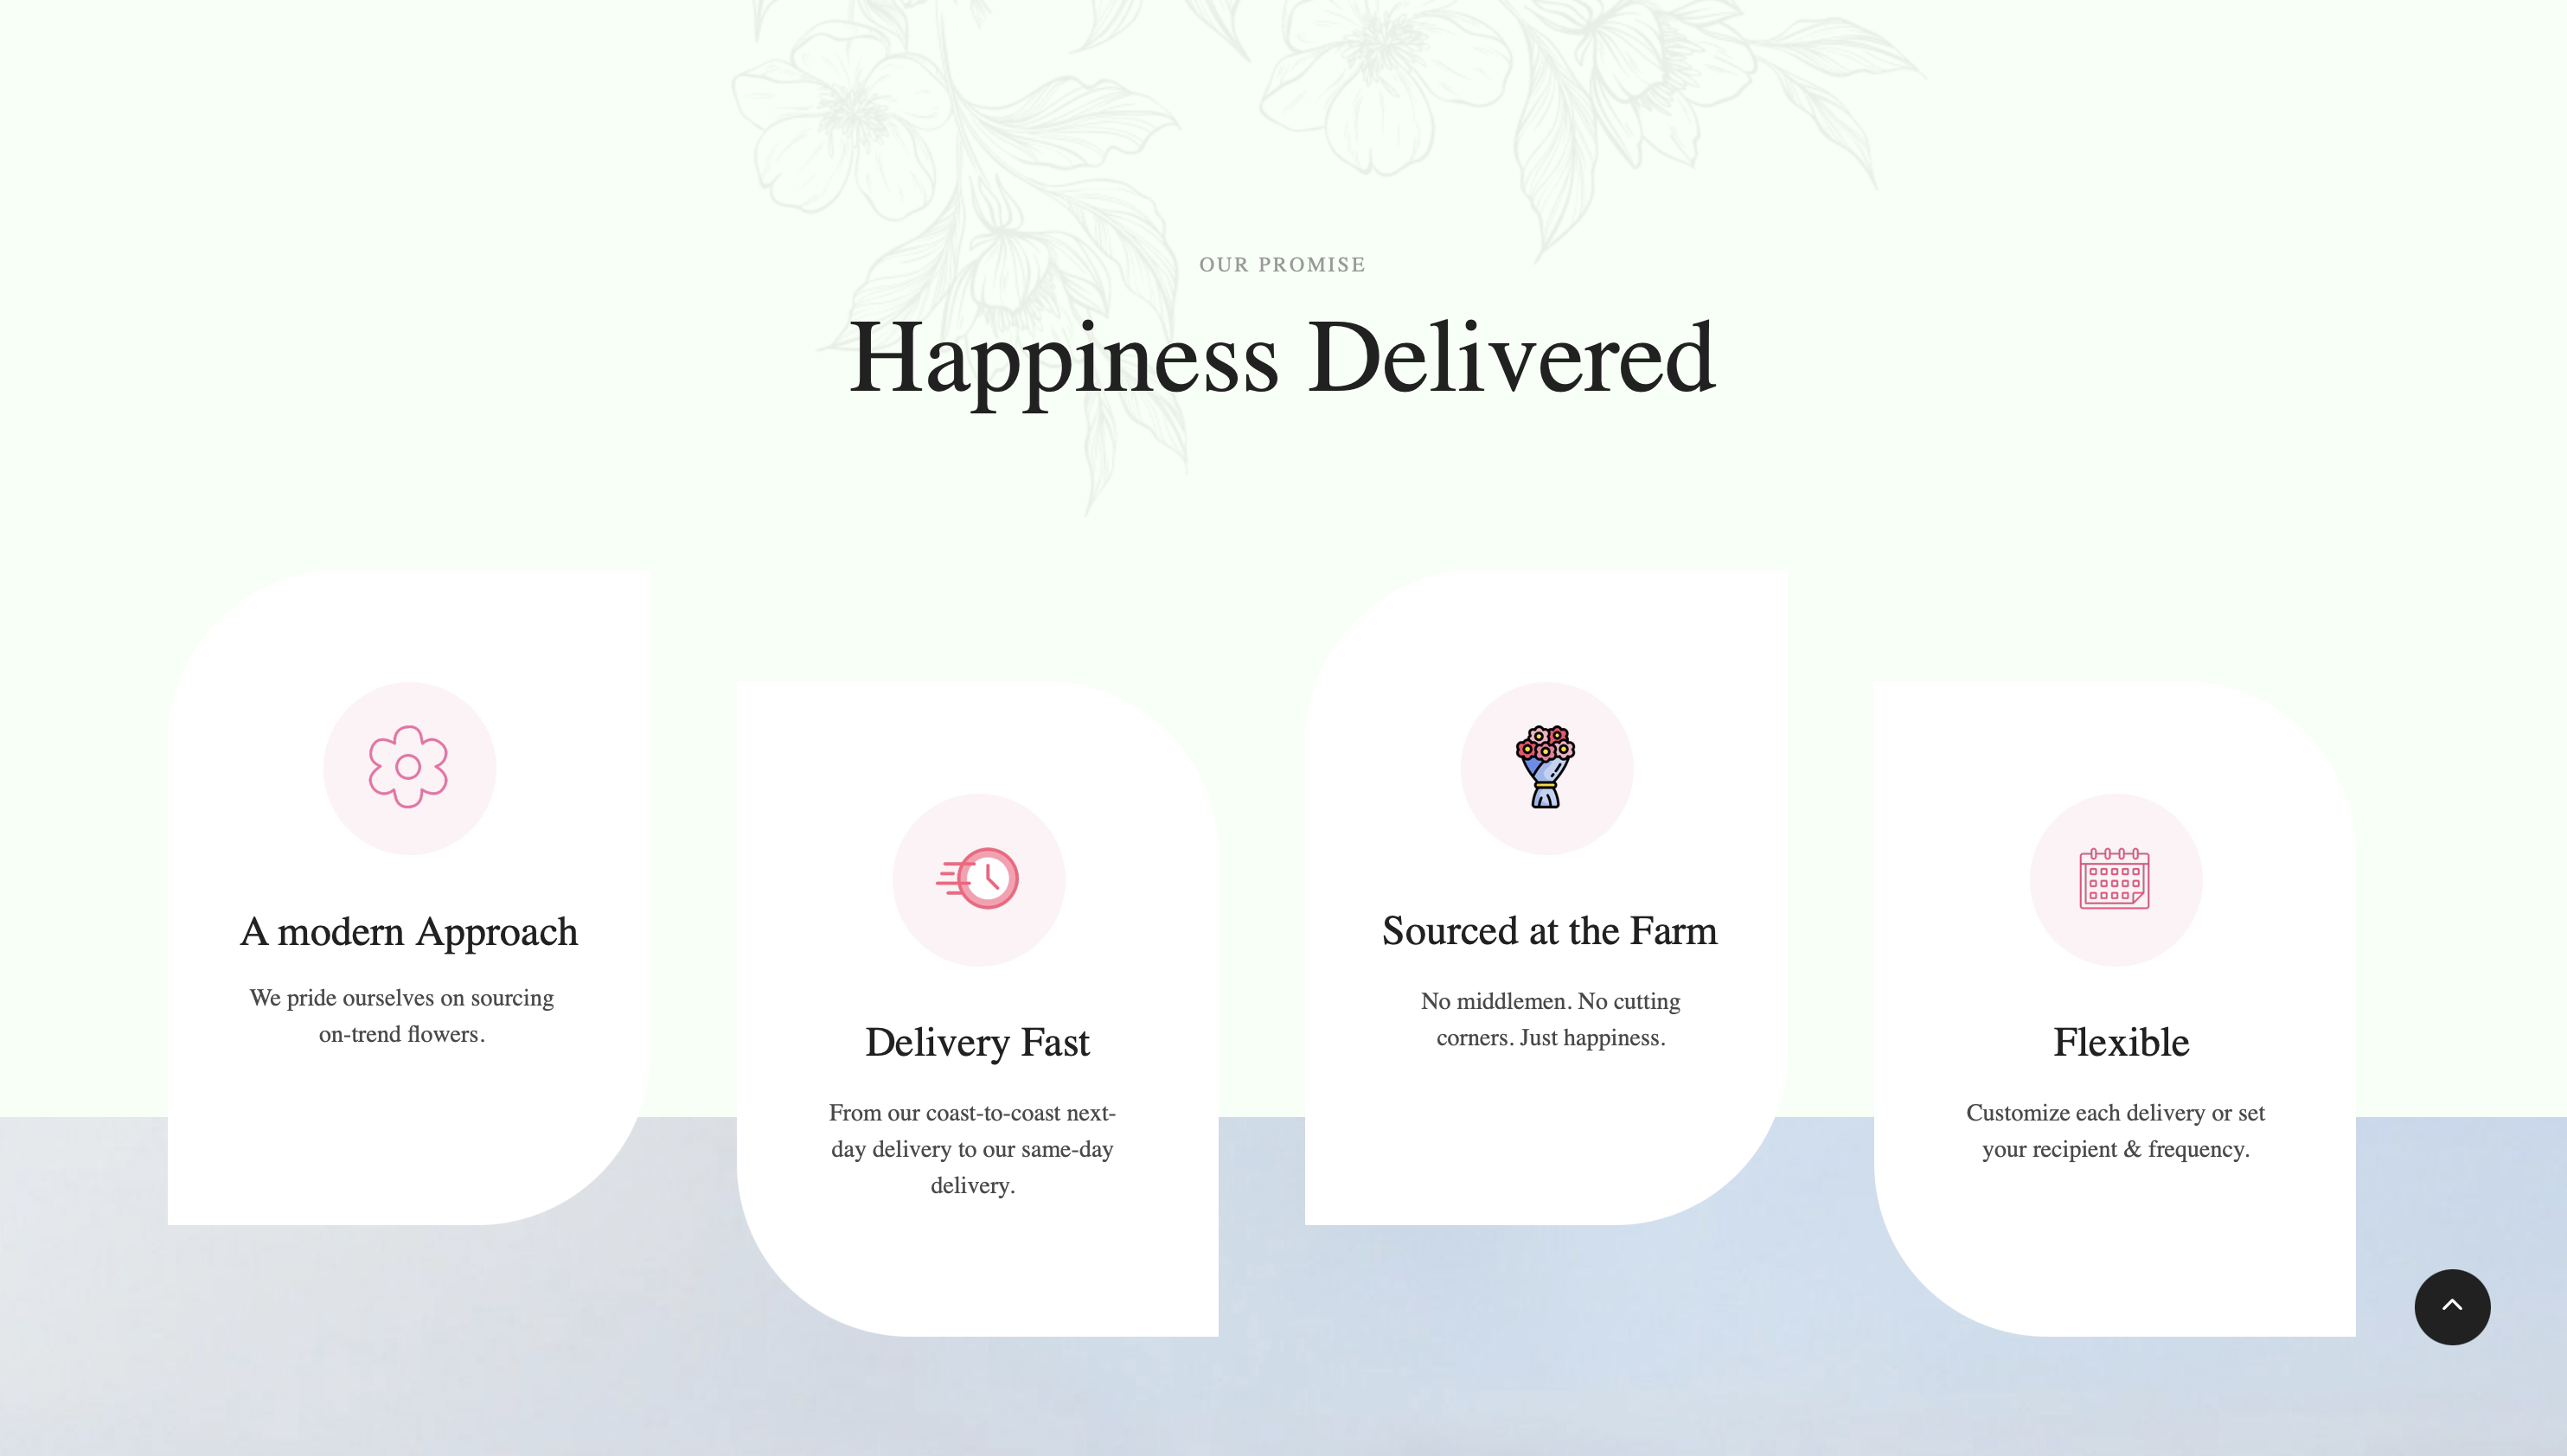 OUR PROMISE
Happiness Delivered
A modern Approach
We pride ourselves on sourcing
on-trend flowers.
Delivery Fast
From our coast-to-coast next-
day delivery to our same-day
delivery.
Sourced at the Farm
No middlemen. No cutting
corners. Just happiness.
Flexible
Customize each delivery or set
your recipient & frequency.